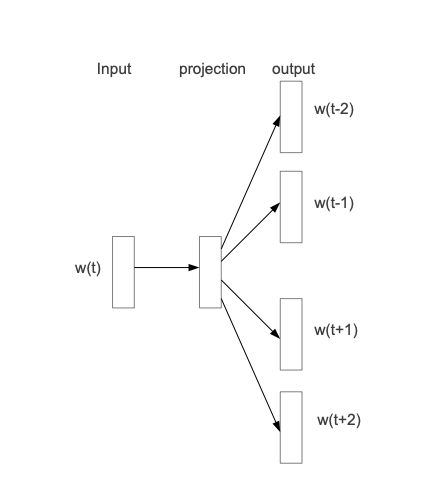 Input projection output
w(t-2)
w(t-1)
w(t)
w(t+1)
w(t+2)